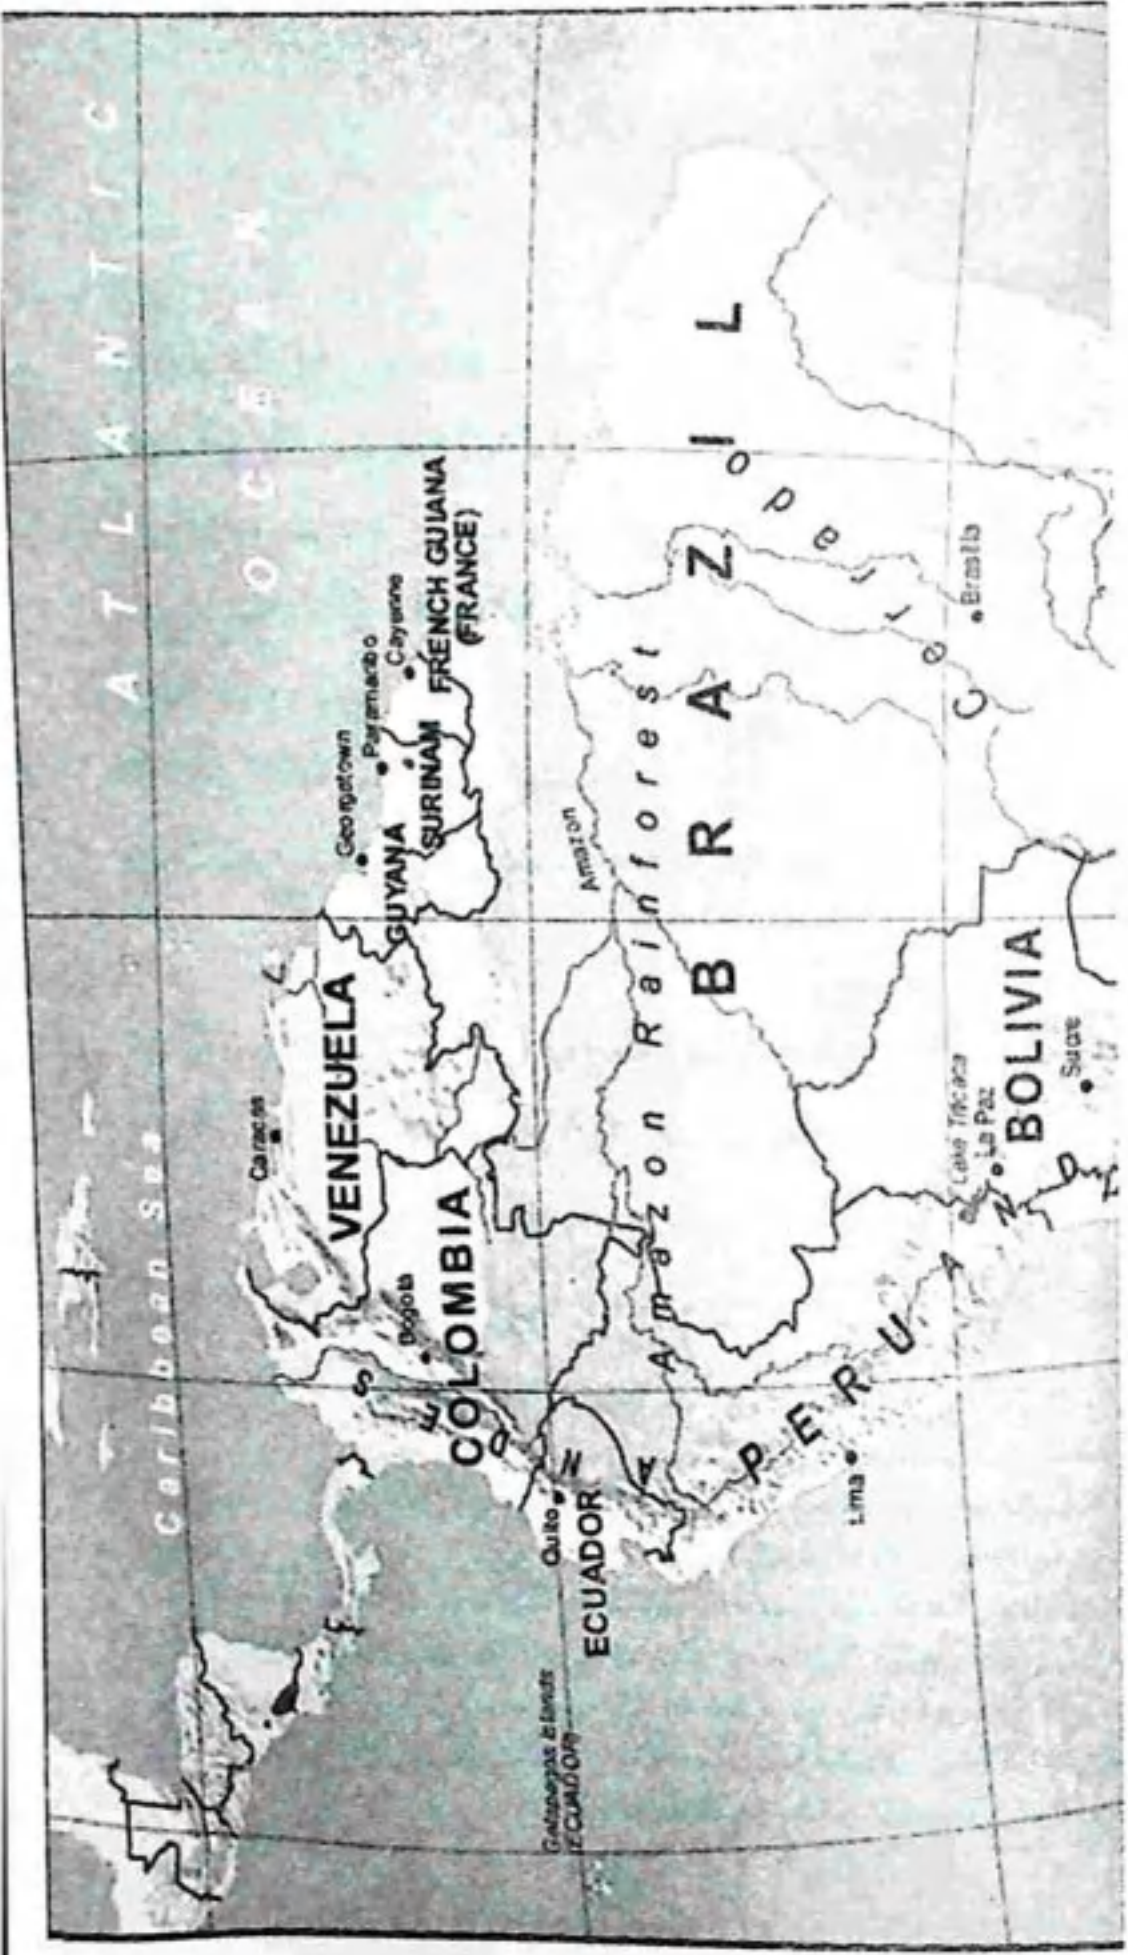 ATLANTIC
OCEAN
Caribbean Sea
Caracas
VENEZUELA
Georgetown
Paramaribo
Cayenne
GUYANA
SURINAM
FRENCH GUIANA
(FRANCE)
Bogota
COLOMBIA
ANDES
Quito
ECUADOR
Galapagos Islands
(ECUADOR)
Amazon
Amazon Rainforest
BRAZIL
Cerrado
Brasilia
PERU
Lima
AND
Lake Titicaca
La Paz
BOLIVIA
Sucre